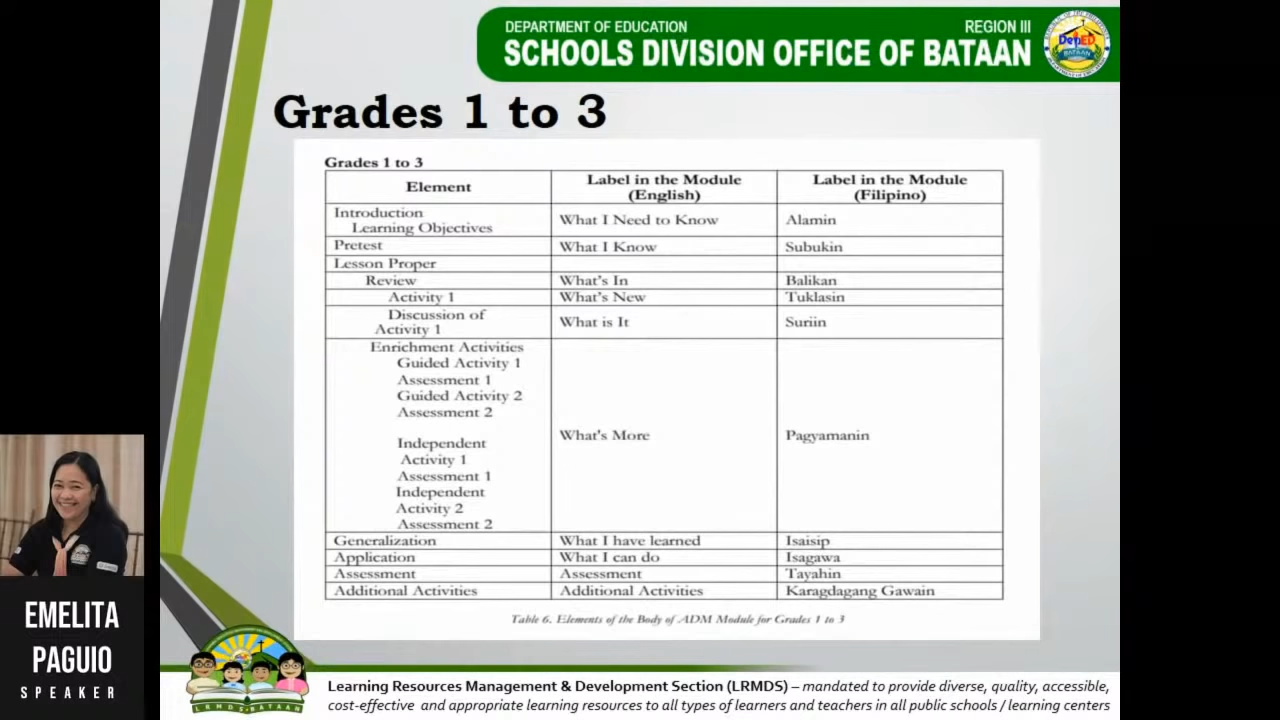 DEPARTMENT OF EDUCATION REGION III
SCHOOLS DIVISION OFFICE OF BATAAN
DepED
BATAAN
Grades 1 to 3
Grades 1 to 3
Element Label in the Module (English) Label in the Module (Filipino)
Introduction
Learning Objectives What I Need to Know Alamin
Pretest What I Know Subukin
Lesson Proper
Review What's In Balikan
Activity 1 What's New Tuklasin
Discussion of
Activity 1 What is It Suriin
Enrichment Activities
Guided Activity 1
Assessment 1
Guided Activity 2
Assessment 2
What's More Pagyamanin
Independent
Activity 1
Assessment 1
Independent
Activity 2
Assessment 2
Generalization What I have learned Isaisip
Application What I can do Isagawa
Assessment Assessment Tayahin
Additional Activities Additional Activities Karagdagang Gawain
Table 6. Elements of the Body of ADM Module for Grades 1 to 3
EMELITA
PAGUIO
SPEAKER
LRMDS-BATAAN
Learning Resources Management & Development Section (LRMDS) – mandated to provide diverse, quality, accessible,
cost-effective and appropriate learning resources to all types of learners and teachers in all public schools / learning centers